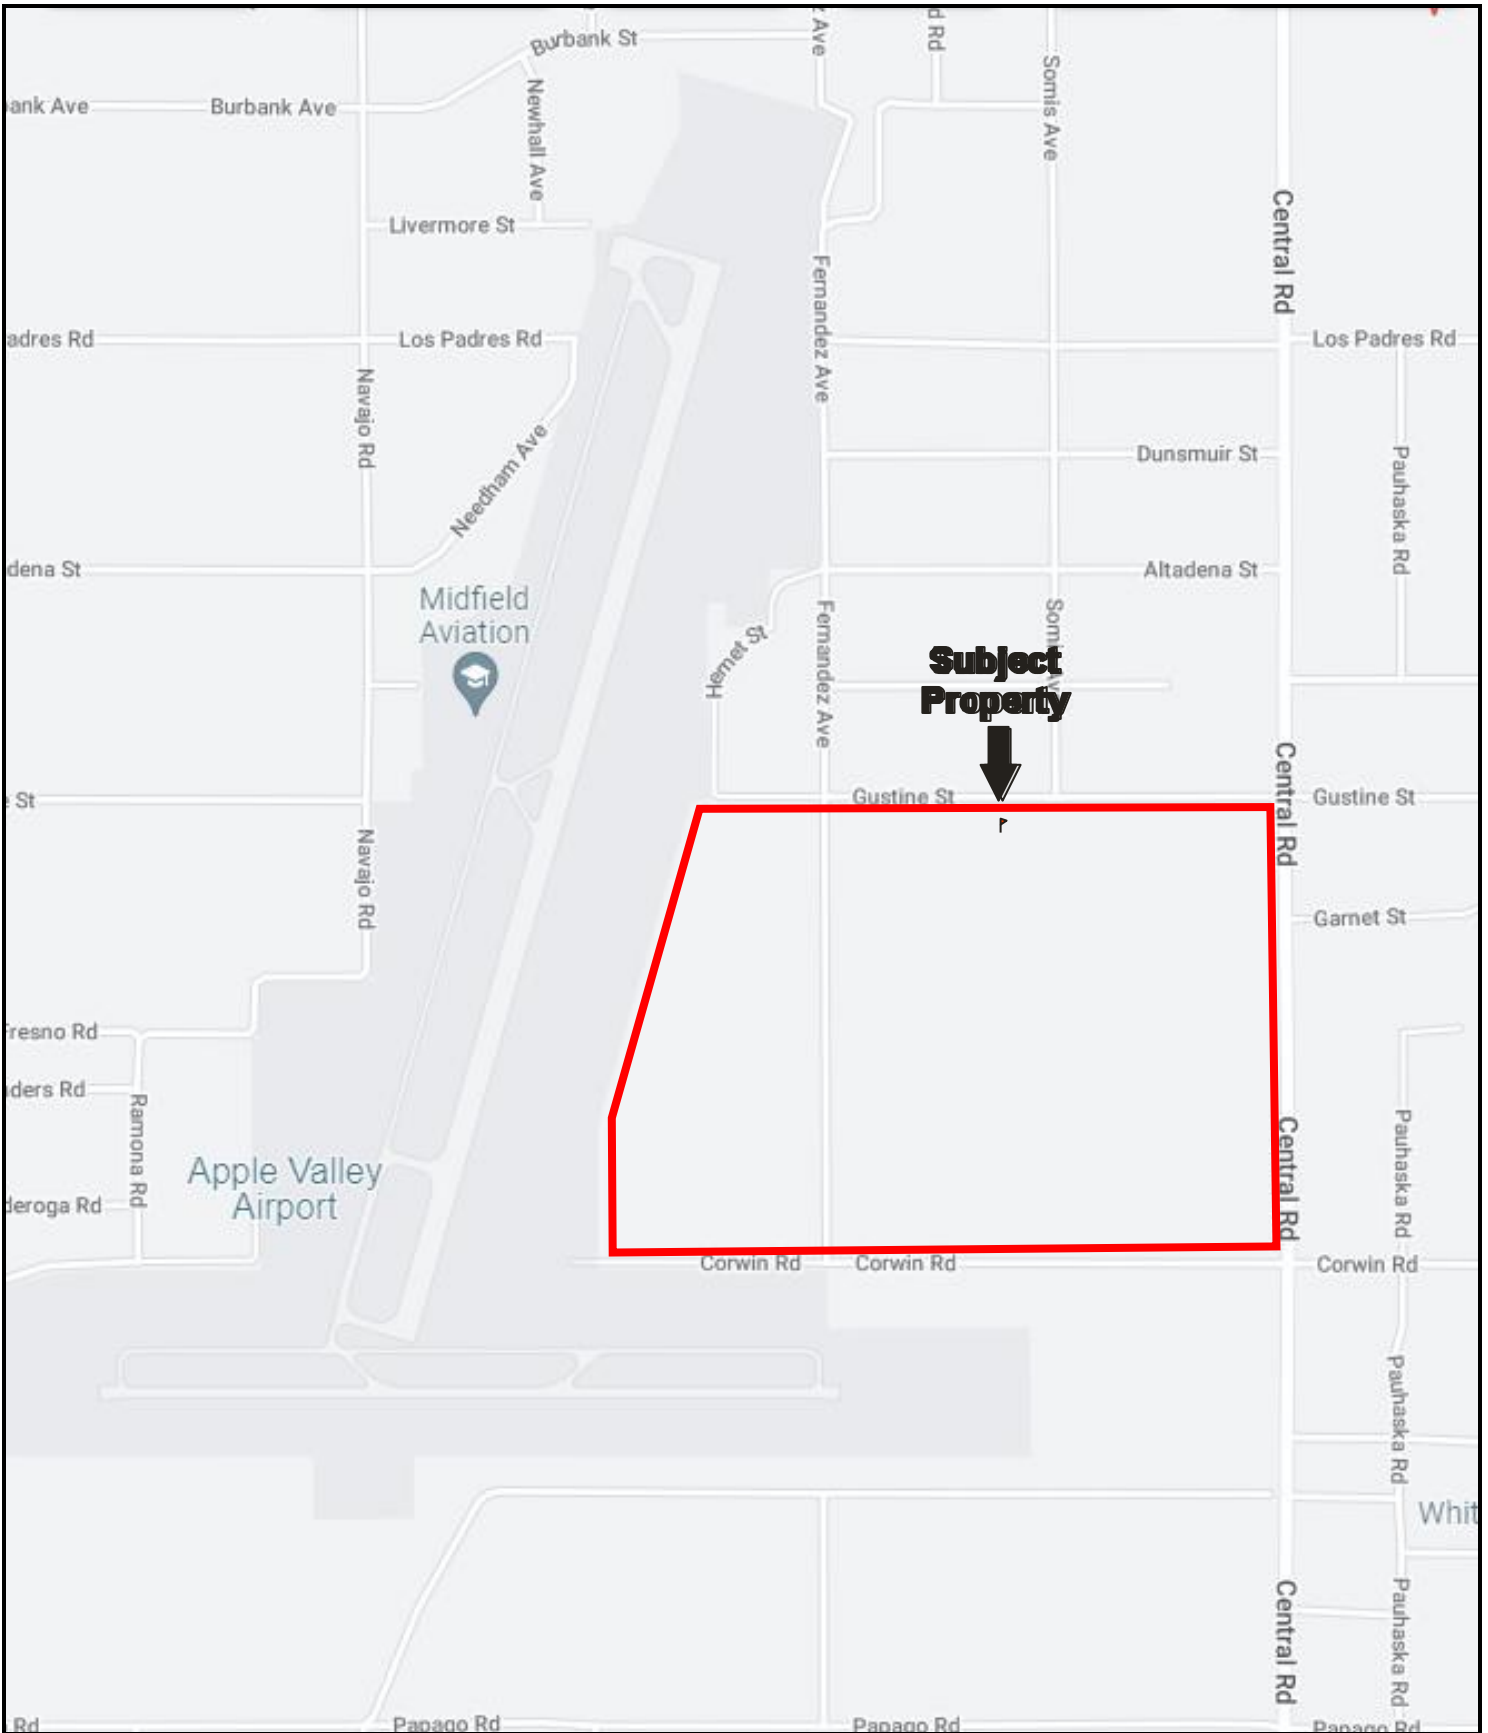 Ave
d Rd
Burbank St
Somis Ave
ank Ave
Burbank Ave
Newhall Ave
Livermore St
Central Rd
Fernandez Ave
adres Rd
Los Padres Rd
Los Padres Rd
Navajo Rd
Needham Ave
Dunsmuir St
Pauhaska Rd
dena St
Altadena St
Midfield
Aviation
Hemet St
Fernandez Ave
Subject
Property
Central Rd
St
Gustine St
Gustine St
Navajo Rd
Garnet St
Fresno Rd
ders Rd
Ramona Rd
Pauhaska Rd
Central Rd
Apple Valley
Airport
deroga Rd
Corwin Rd
Corwin Rd
Corwin Rd
Pauhaska Rd
Whit
Central Rd
Pauhaska Rd
Rd
Papago Rd
Papago Rd
Papago Rd